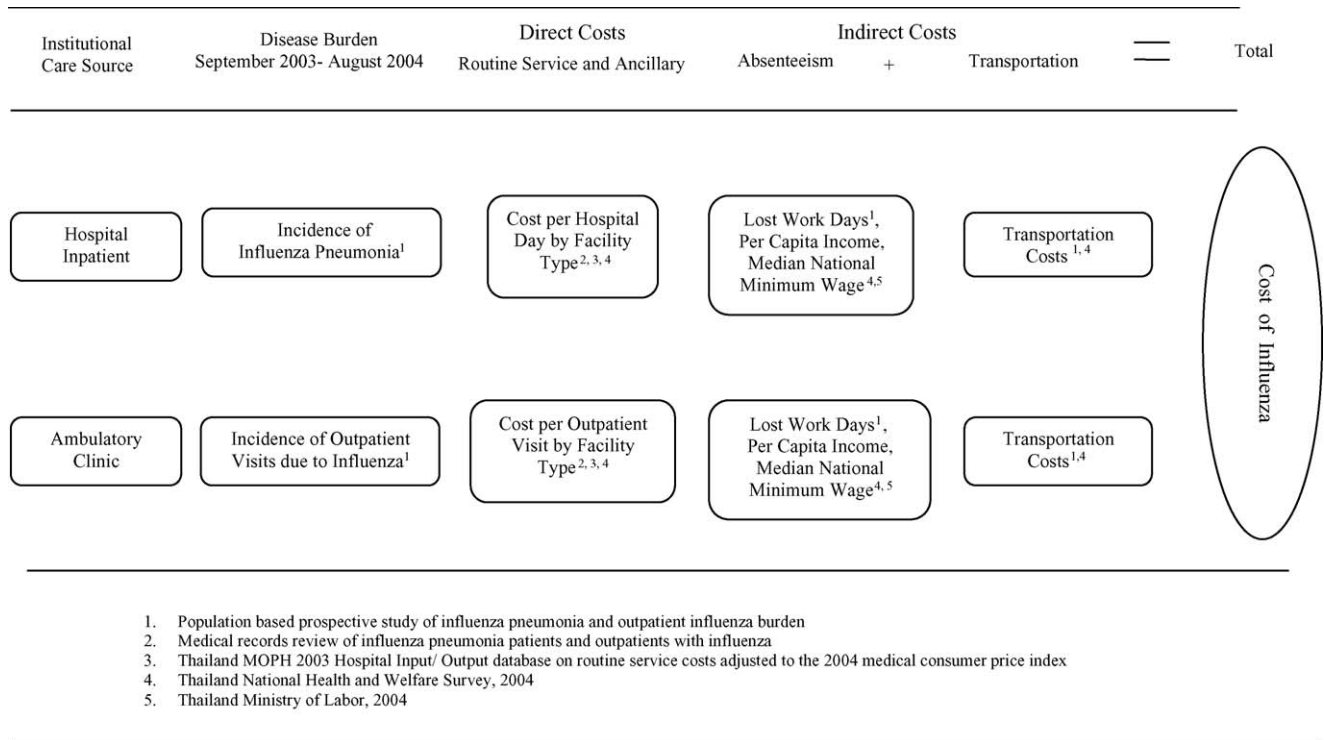 Institutional
Care Source
Disease Burden
September 2003- August 2004
Direct Costs
Routine Service and Ancillary
Indirect Costs
Absenteeism + Transportation
Total
Hospital
Inpatient
Incidence of
Influenza Pneumonia¹
Cost per Hospital
Day by Facility
Type²,³,⁴
Lost Work Days¹,
Per Capita Income,
Median National
Minimum Wage⁴,⁵
Transportation
Costs ¹,⁴
Cost of Influenza
Ambulatory
Clinic
Incidence of Outpatient
Visits due to Influenza¹
Cost per Outpatient
Visit by Facility
Type²,³,⁴
Lost Work Days¹,
Per Capita Income,
Median National
Minimum Wage⁴,⁵
Transportation
Costs¹,⁴
1. Population based prospective study of influenza pneumonia and outpatient influenza burden
2. Medical records review of influenza pneumonia patients and outpatients with influenza
3. Thailand MOPH 2003 Hospital Input/ Output database on routine service costs adjusted to the 2004 medical consumer price index
4. Thailand National Health and Welfare Survey, 2004
5. Thailand Ministry of Labor, 2004